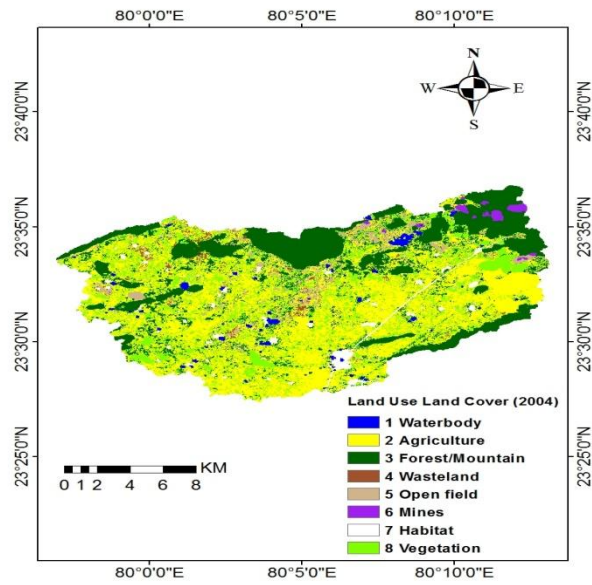 80°0'0"E 80°5'0"E 80°10'0"E
N
W E
S
23°40'0"N 23°40'0"N
23°35'0"N 23°35'0"N
23°30'0"N 23°30'0"N
23°25'0"N 23°25'0"N
Land Use Land Cover (2004)
1 Waterbody
2 Agriculture
3 Forest/Mountain
4 Wasteland
5 Open field
6 Mines
7 Habitat
8 Vegetation
KM
0 1 2 4 6 8
80°0'0"E 80°5'0"E 80°10'0"E